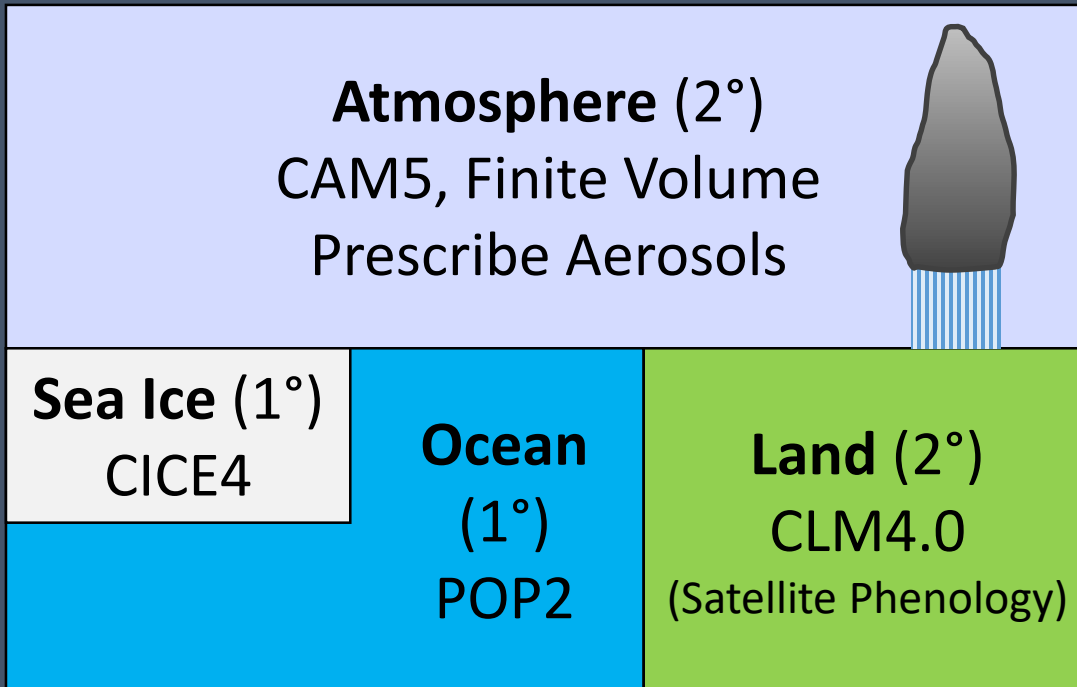 Atmosphere (2°)
CAM5, Finite Volume
Prescribe Aerosols
Sea Ice (1°)
CICE4
Ocean
(1°)
POP2
Land (2°)
CLM4.0
(Satellite Phenology)